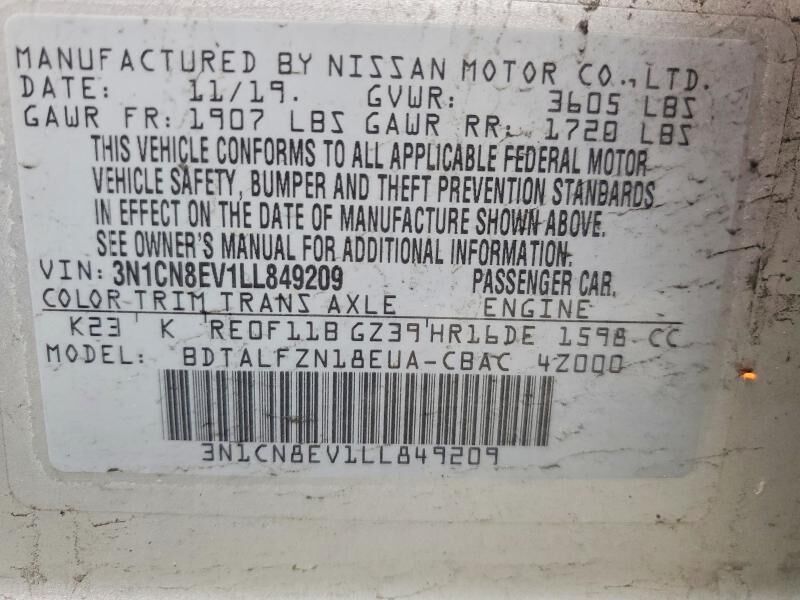 MANUFACTURED BY NISSAN MOTOR CO., LTD.
DATE: 11/19. GVWR: 3605 LBS
GAWR FR: 1907 LBS GAWR RR: 1720 LBS
THIS VEHICLE CONFORMS TO ALL APPLICABLE FEDERAL MOTOR
VEHICLE SAFETY, BUMPER AND THEFT PREVENTION STANDARDS
IN EFFECT ON THE DATE OF MANUFACTURE SHOWN ABOVE.
SEE OWNER'S MANUAL FOR ADDITIONAL INFORMATION.
VIN: 3N1CN8EV1LL849209 PASSENGER CAR.
COLOR TRIM TRANS AXLE ENGINE
K23 K RE0F11B GZ39 HR16DE 1598 CC
MODEL: BDTALFZN18EUA-CBAC 4Z000
3N1CN8EV1LL849209